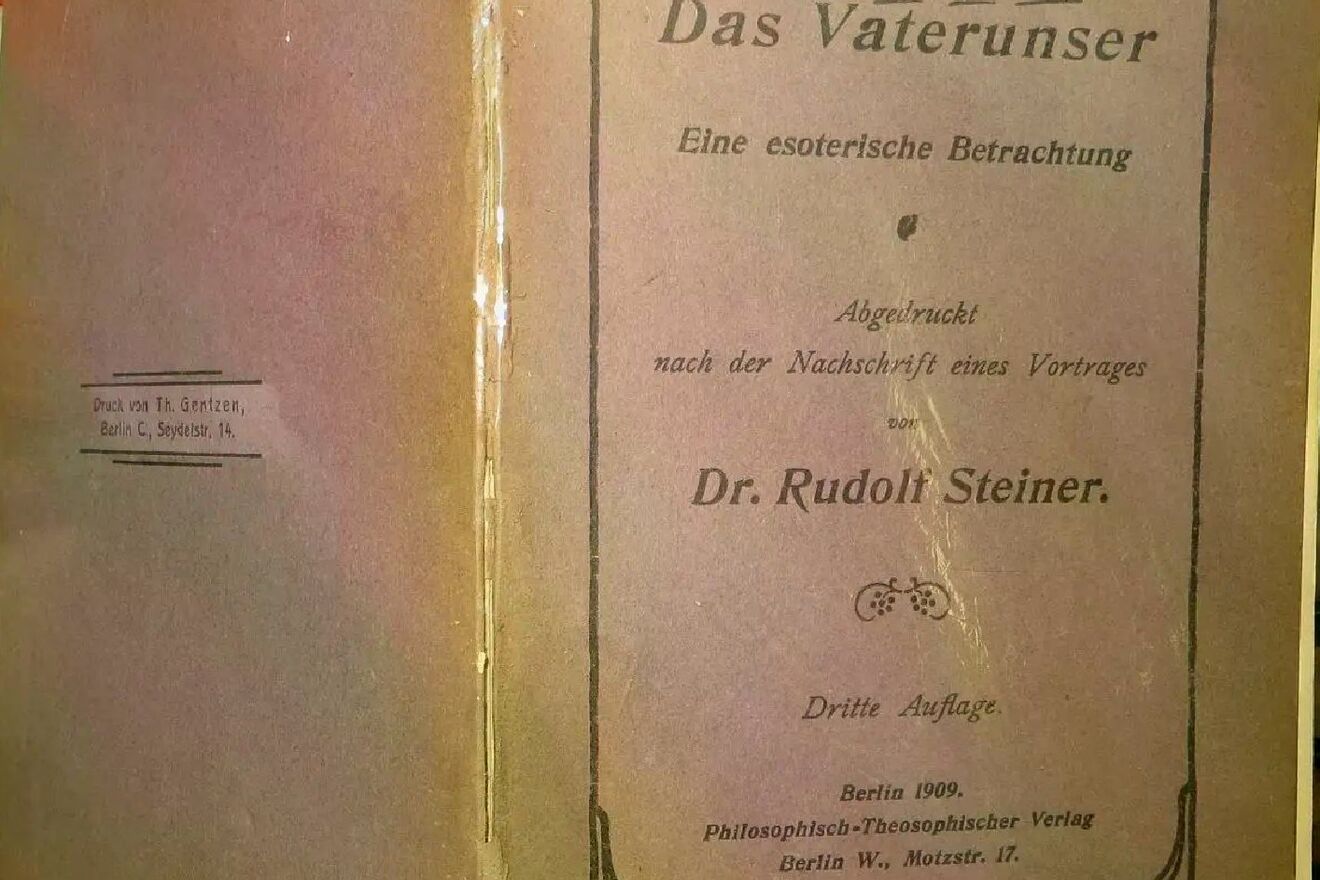 Druck von Th. Gentzen,
Berlin C., Seydelstr. 14.
Das Vaterunser
Eine esoterische Betrachtung
Abgedruckt
nach der Nachschrift eines Vortrages
von
Dr. Rudolf Steiner.
Dritte Auflage.
Berlin 1909.
Philosophisch-Theosophischer Verlag
Berlin W., Motzstr. 17.